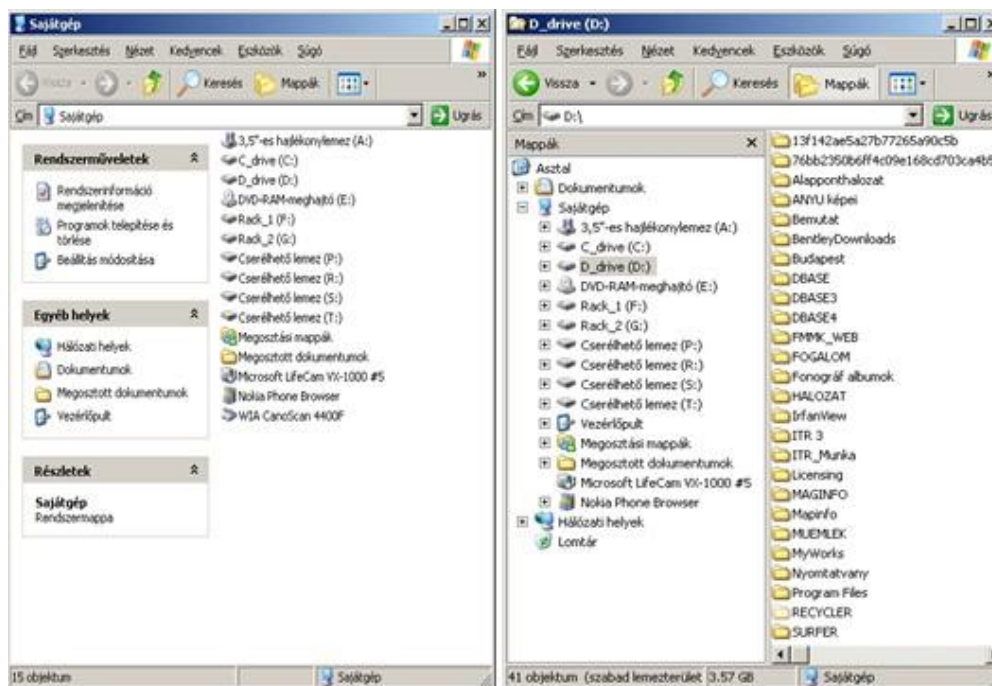 Sajátgép
Fájl Szerkesztés Nézet Kedvencek Eszközök Súgó
Vissza Keresés Mappák
Cím Sajátgép Ugrás
Rendszerműveletek
Rendszerinformáció
megjelenítése
Programok telepítése és
törlése
Beállítás módosítása
Egyéb helyek
Hálózati helyek
Dokumentumok
Megosztott dokumentumok
Vezérlőpult
Részletek
Sajátgép
Rendszermappa
3,5"-es hajlékonylemez (A:)
C_drive (C:)
D_drive (D:)
DVD-RAM-meghajtó (E:)
Rack_1 (F:)
Rack_2 (G:)
Cserélhető lemez (P:)
Cserélhető lemez (R:)
Cserélhető lemez (S:)
Cserélhető lemez (T:)
Megosztási mappák
Megosztott dokumentumok
Microsoft LifeCam VX-1000 #5
Nokia Phone Browser
WIA CanoScan 4400F
15 objektum Sajátgép
D_drive (D:)
Fájl Szerkesztés Nézet Kedvencek Eszközök Súgó
Vissza Keresés Mappák
Cím D:\ Ugrás
Mappák
Asztal
Dokumentumok
Sajátgép
3,5"-es hajlékonylemez (A:)
C_drive (C:)
D_drive (D:)
DVD-RAM-meghajtó (E:)
Rack_1 (F:)
Rack_2 (G:)
Cserélhető lemez (P:)
Cserélhető lemez (R:)
Cserélhető lemez (S:)
Cserélhető lemez (T:)
Vezérlőpult
Megosztási mappák
Megosztott dokumentumok
Microsoft LifeCam VX-1000 #5
Nokia Phone Browser
Hálózati helyek
Lomtár
13f142ae5a27b77265a90c5b
76bb2350b6ff4c09e168cd703ca4b5
Alapponthalozat
ANYU képei
Bemutat
BentleyDownloads
Budapest
DBASE
DBASE3
DBASE4
FMMK_WEB
FOGALOM
Fonográf albumok
HALOZAT
IrfanView
ITR 3
ITR_Munka
Licensing
MAGINFO
Mapinfo
MUEMLEK
MyWorks
Nyomtatvany
Program Files
RECYCLER
SURFER
41 objektum (szabad lemezterület 3.57 GB Sajátgép